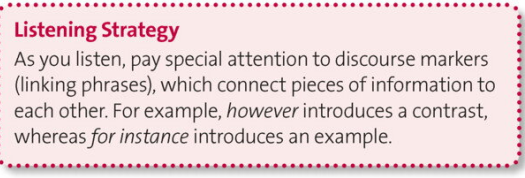 Listening Strategy
As you listen, pay special attention to discourse markers
(linking phrases), which connect pieces of information to
each other. For example, however introduces a contrast,
whereas for instance introduces an example.